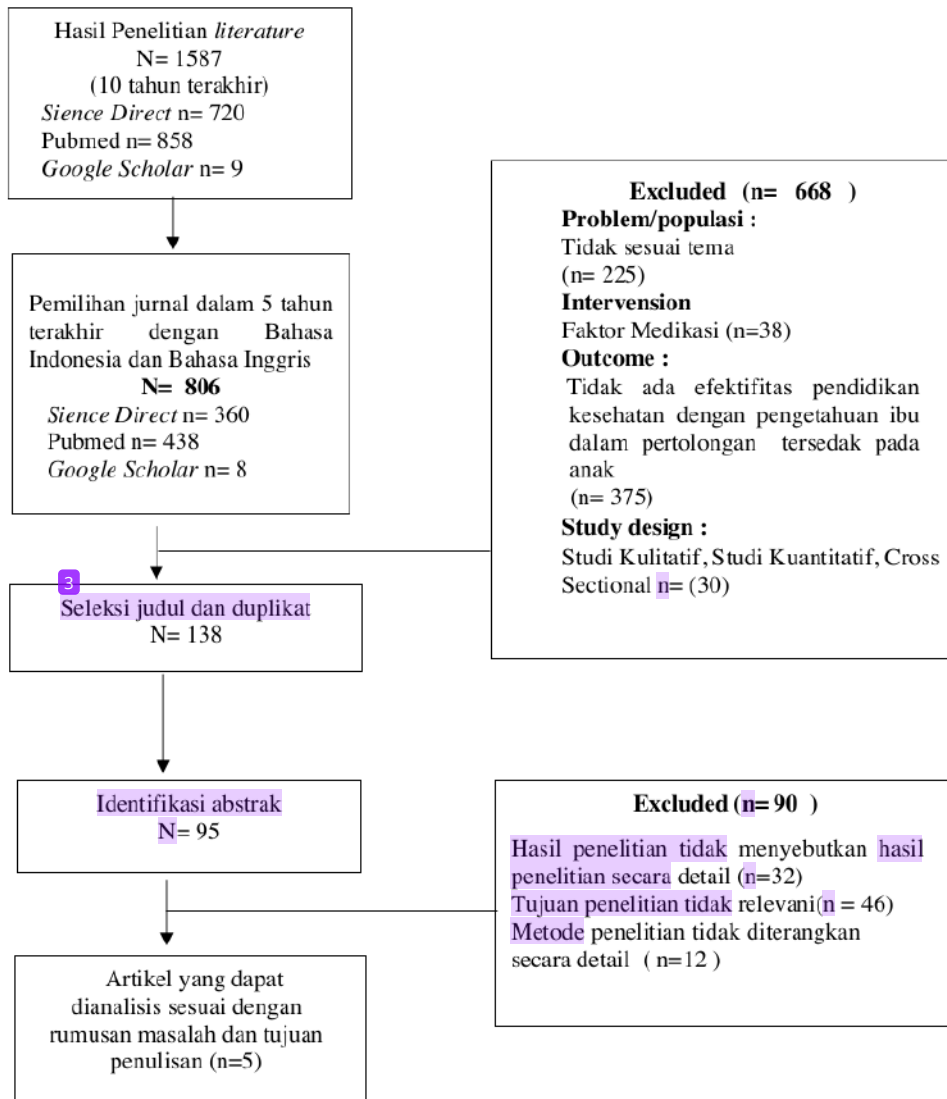 Hasil Penelitian literature
N= 1587
(10 tahun terakhir)
Sience Direct n= 720
Pubmed n= 858
Google Scholar n= 9
Pemilihan jurnal dalam 5 tahun
terakhir dengan Bahasa
Indonesia dan Bahasa Inggris
N= 806
Sience Direct n= 360
Pubmed n= 438
Google Scholar n= 8
Excluded (n= 668 )
Problem/populasi :
Tidak sesuai tema
(n= 225)
Intervension
Faktor Medikasi (n=38)
Outcome :
Tidak ada efektifitas pendidikan
kesehatan dengan pengetahuan ibu
dalam pertolongan tersedak pada
anak
(n= 375)
Study design :
Studi Kulitatif, Studi Kuantitatif, Cross
Sectional n= (30)
3
Seleksi judul dan duplikat
N= 138
Identifikasi abstrak
N= 95
Excluded (n= 90 )
Hasil penelitian tidak menyebutkan hasil
penelitian secara detail (n=32)
Tujuan penelitian tidak relevani(n = 46)
Metode penelitian tidak diterangkan
secara detail ( n=12 )
Artikel yang dapat
dianalisis sesuai dengan
rumusan masalah dan tujuan
penulisan (n=5)